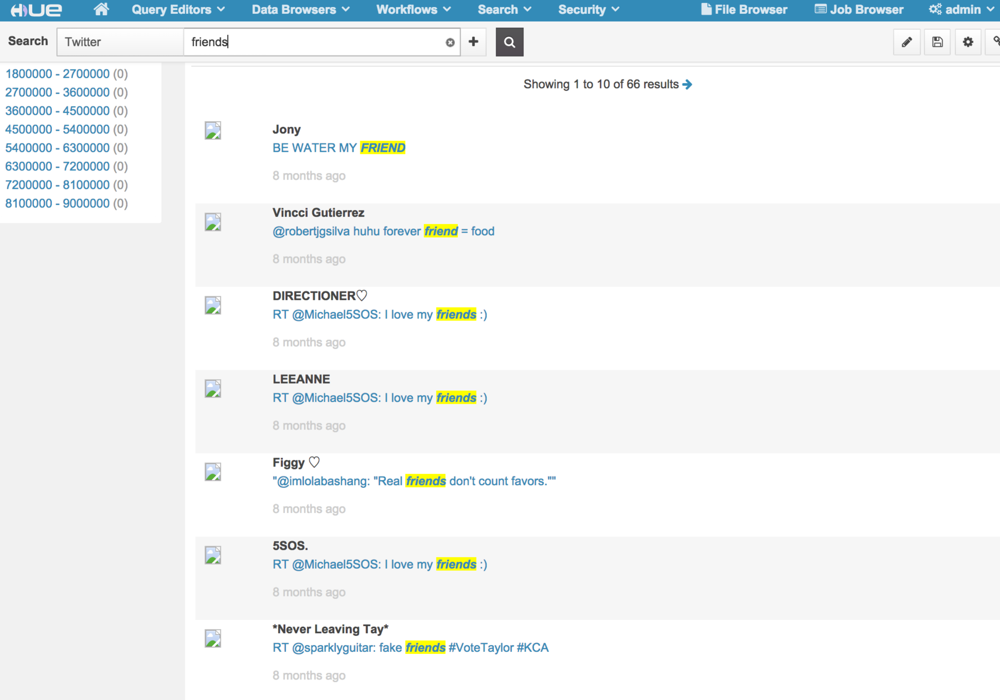 HUE Query Editors Data Browsers Workflows Search Security File Browser Job Browser admin
Search Twitter friends
1800000 - 2700000 (0)
2700000 - 3600000 (0)
3600000 - 4500000 (0)
4500000 - 5400000 (0)
5400000 - 6300000 (0)
6300000 - 7200000 (0)
7200000 - 8100000 (0)
8100000 - 9000000 (0)
Showing 1 to 10 of 66 results
Jony
BE WATER MY FRIEND
8 months ago
Vincci Gutierrez
@robertjgsilva huhu forever friend = food
8 months ago
DIRECTIONER♡
RT @Michael5SOS: I love my friends :)
8 months ago
LEEANNE
RT @Michael5SOS: I love my friends :)
8 months ago
Figgy ♡
"@imlolabashang: "Real friends don't count favors.""
8 months ago
5SOS.
RT @Michael5SOS: I love my friends :)
8 months ago
*Never Leaving Tay*
RT @sparklyguitar: fake friends #VoteTaylor #KCA
8 months ago